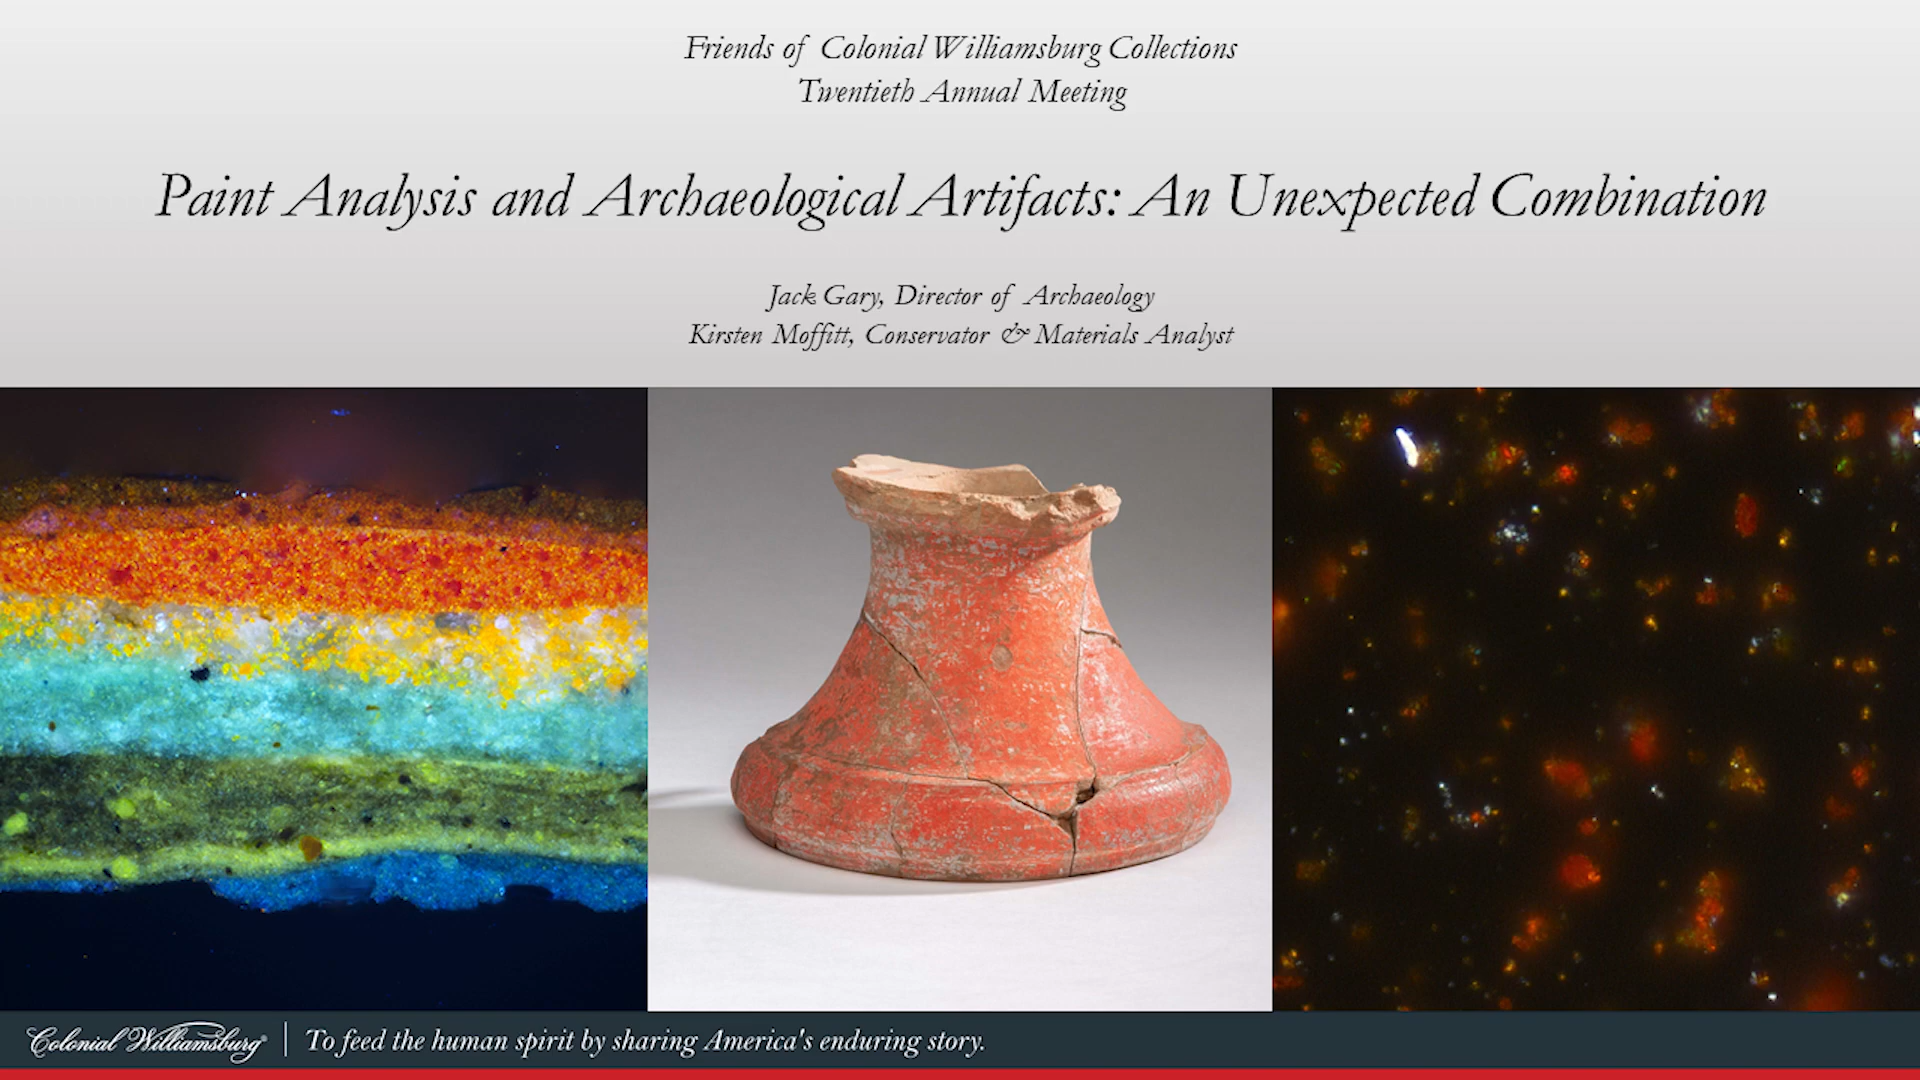 Friends of Colonial Williamsburg Collections
Twentieth Annual Meeting
Paint Analysis and Archaeological Artifacts: An Unexpected Combination
Jack Gary, Director of Archaeology
Kirsten Moffitt, Conservator & Materials Analyst
Colonial Williamsburg® | To feed the human spirit by sharing America's enduring story.